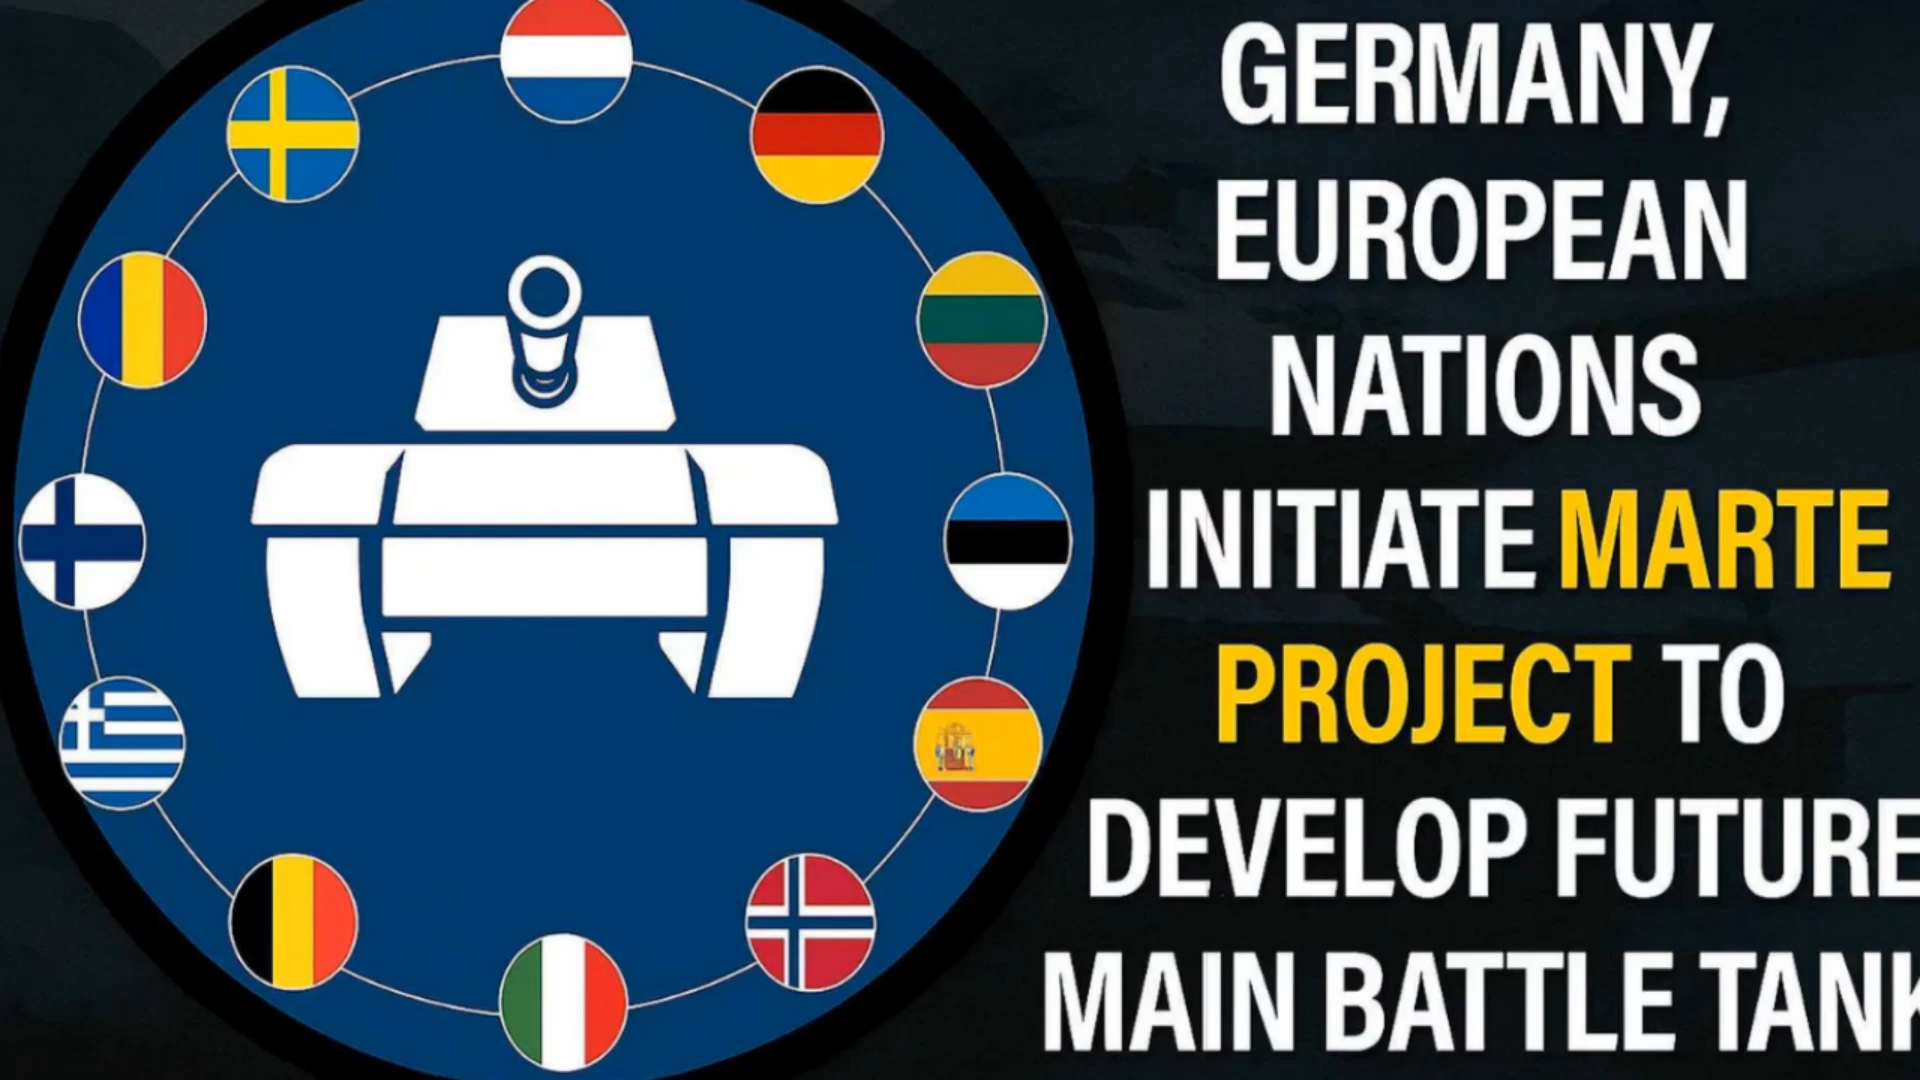 GERMANY,
EUROPEAN
NATIONS
INITIATE MARTE
PROJECT TO
DEVELOP FUTURE
MAIN BATTLE TANK